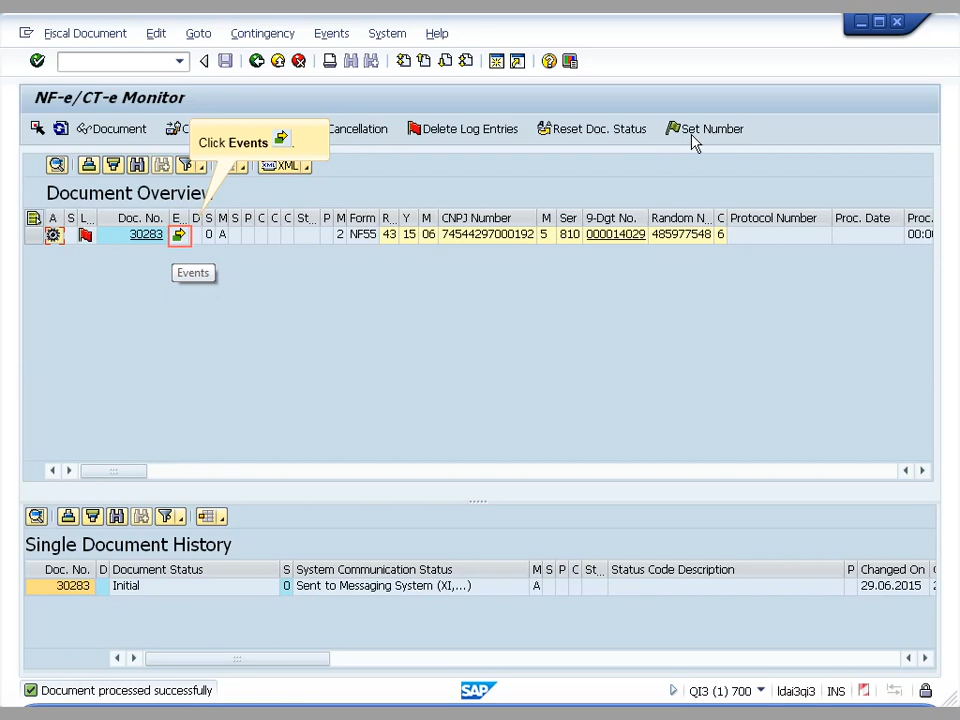 Fiscal Document Edit Goto Contingency Events System Help
NF-e/CT-e Monitor
Document C Cancellation Delete Log Entries Reset Doc. Status Set Number
Click Events .
XML
Document Overview
A S L... Doc. No. E... D S M S P C C C St... P M Form R... Y M CNPJ Number M Ser 9-Dgt No. Random N... C Protocol Number Proc. Date Proc.
30283 0 A 2 NF55 43 15 06 74544297000192 5 810 000014029 485977548 6 00:00
Events
Single Document History
Doc. No. D Document Status S System Communication Status M S P C St... Status Code Description P Changed On
30283 Initial 0 Sent to Messaging System (XI,...) A 29.06.2015
Document processed successfully SAP QI3 (1) 700 ldai3qi3 INS